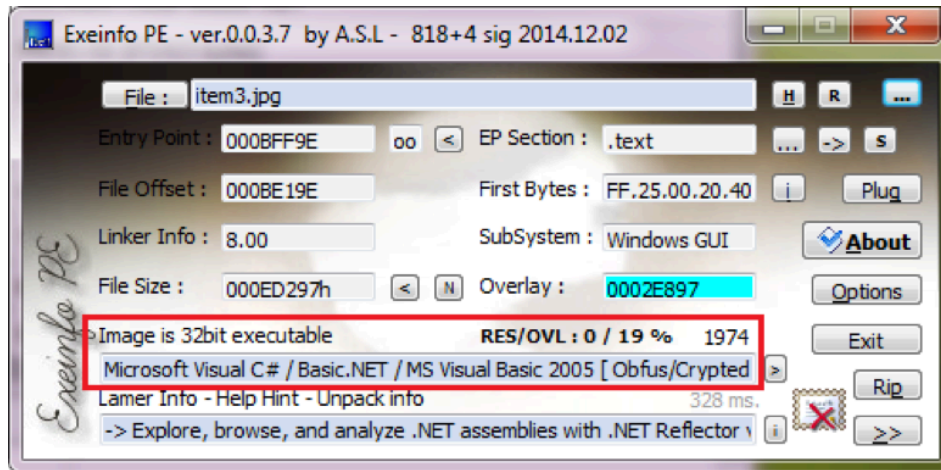 Exeinfo PE - ver.0.0.3.7 by A.S.L - 818+4 sig 2014.12.02
File : item3.jpg H R ...
Entry Point : 000BFF9E oo < EP Section : .text ... -> S
File Offset : 000BE19E First Bytes : FF.25.00.20.40 i Plug
Linker Info : 8.00 SubSystem : Windows GUI About
File Size : 000ED297h < N Overlay : 0002E897 Options
Image is 32bit executable RES/OVL : 0 / 19 % 1974 Exit
Microsoft Visual C# / Basic.NET / MS Visual Basic 2005 [ Obfus/Crypted >
Lamer Info - Help Hint - Unpack info 328 ms. Rip
-> Explore, browse, and analyze .NET assemblies with .NET Reflector i >>
Exeinfo PE